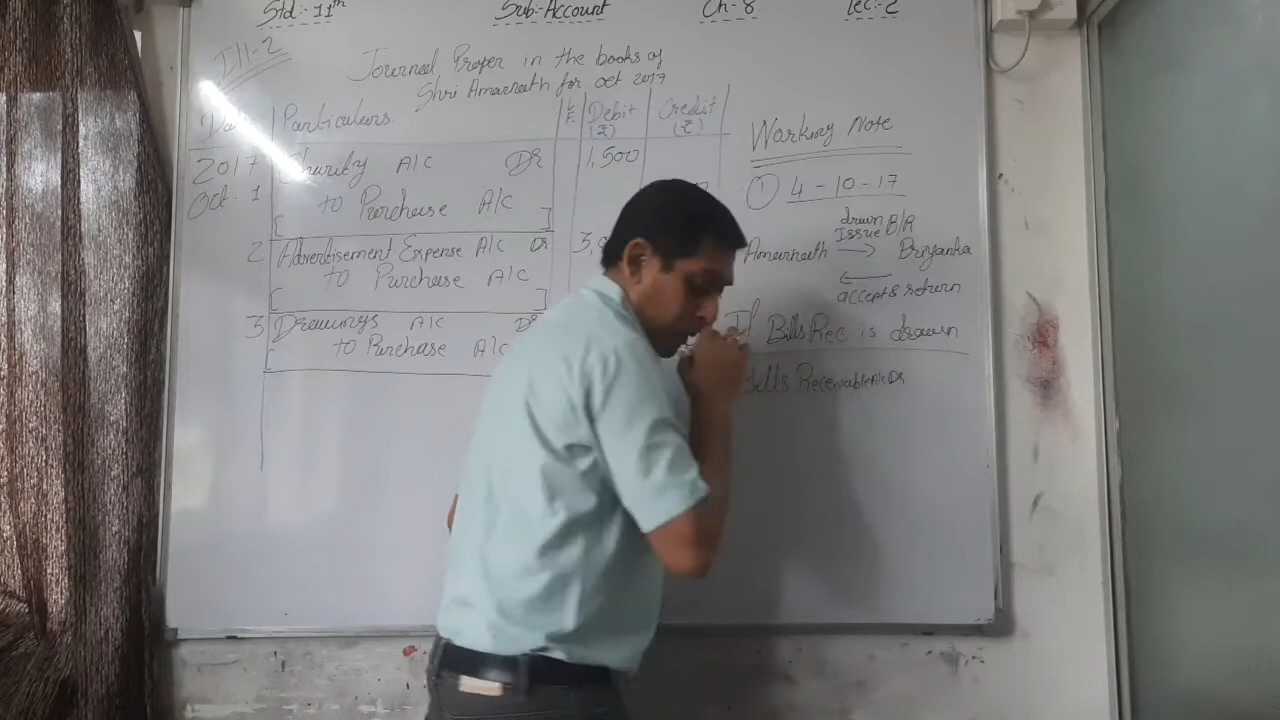 Std:- 11th Sub-Account Ch-8 Lec:-2
Ill-2
Journal Proper in the books of
Shri Amarnath for Oct 2017
Date Particulars L.F. Debit (₹) Credit (₹)
2017
Oct. 1 Charity A/c Dr 1,500
to Purchase A/c
2 Advertisement Expense A/c Dr
to Purchase A/c
3 Drawings A/c Dr
to Purchase A/c
Working Note
① 4-10-17
drawn
Issue B/R
Amarnath → Priyanka
←
accept & return
If Bills Rec is drawn
Bills Receivable A/c Dr